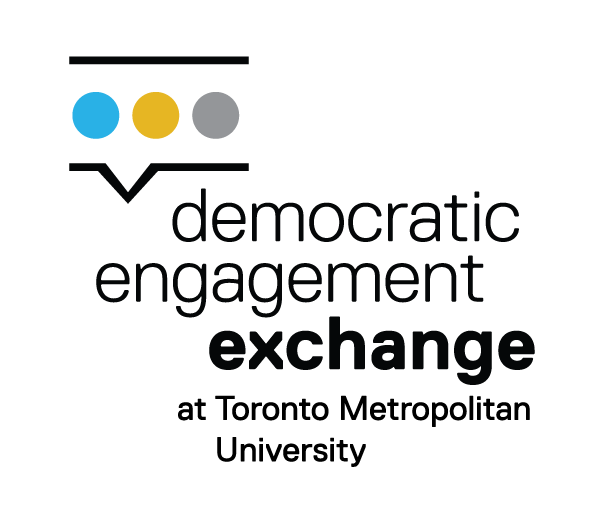 democratic
engagement
exchange
at Toronto Metropolitan
University